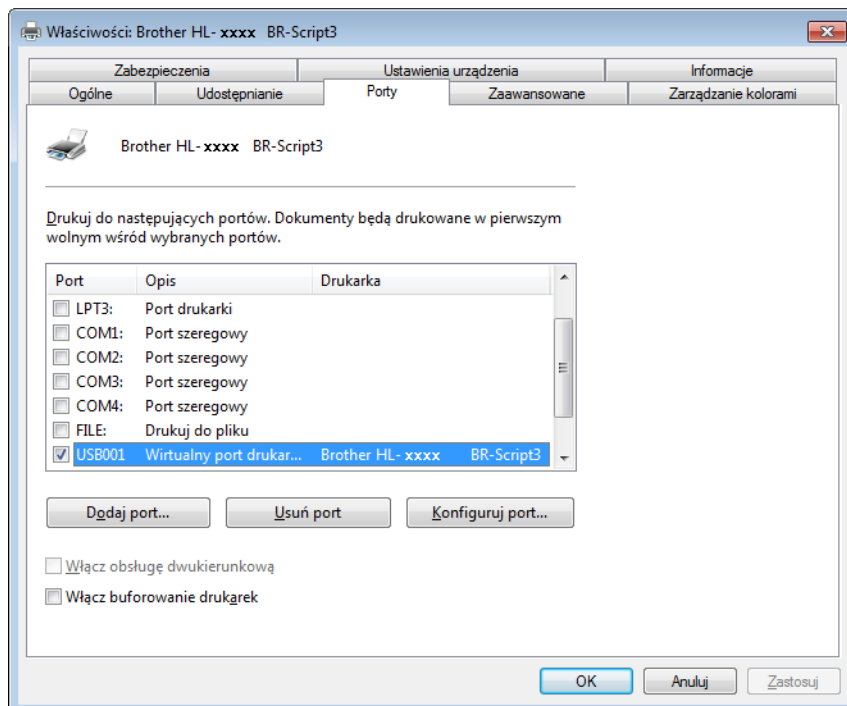 Właściwości: Brother HL- xxxx BR-Script3
Zabezpieczenia Ustawienia urządzenia Informacje
Ogólne Udostępnianie Porty Zaawansowane Zarządzanie kolorami
Brother HL- xxxx BR-Script3
Drukuj do następujących portów. Dokumenty będą drukowane w pierwszym
wolnym wśród wybranych portów.
Port Opis Drukarka
LPT3: Port drukarki
COM1: Port szeregowy
COM2: Port szeregowy
COM3: Port szeregowy
COM4: Port szeregowy
FILE: Drukuj do pliku
USB001 Wirtualny port drukar... Brother HL- xxxx BR-Script3
Dodaj port... Usuń port Konfiguruj port...
Włącz obsługę dwukierunkową
Włącz buforowanie drukarek
OK Anuluj Zastosuj